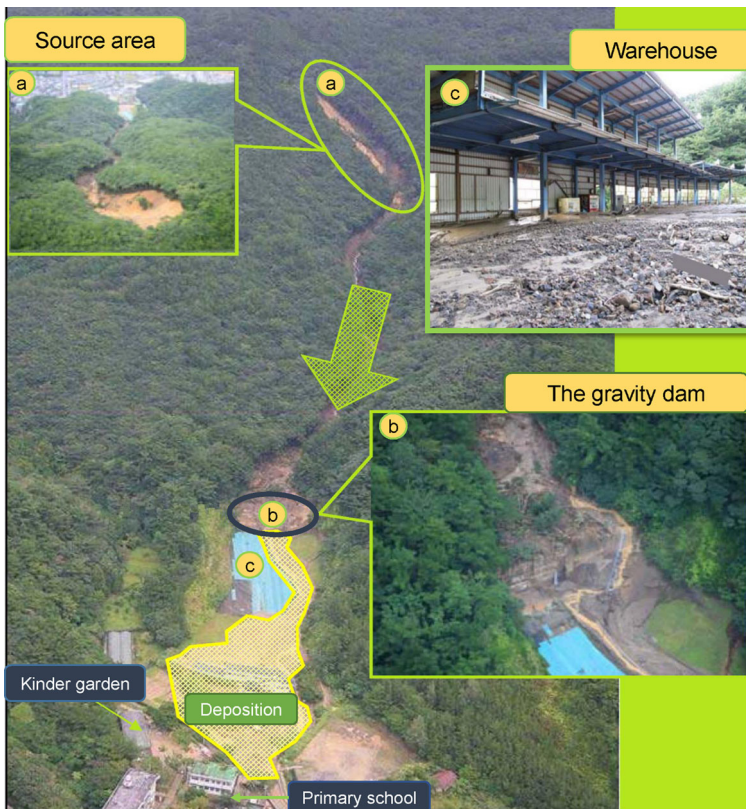 Source area
Warehouse
a
a
c
The gravity dam
b
b
c
Kinder garden
Deposition
Primary school